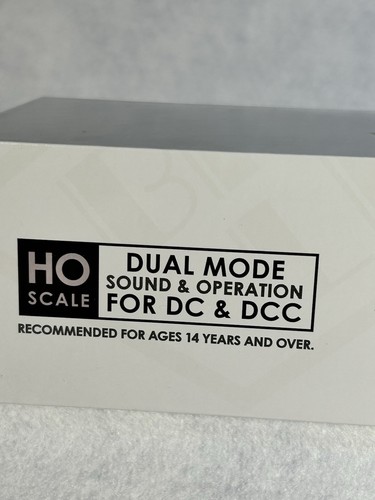 HO
SCALE
DUAL MODE
SOUND & OPERATION
FOR DC & DCC
RECOMMENDED FOR AGES 14 YEARS AND OVER.